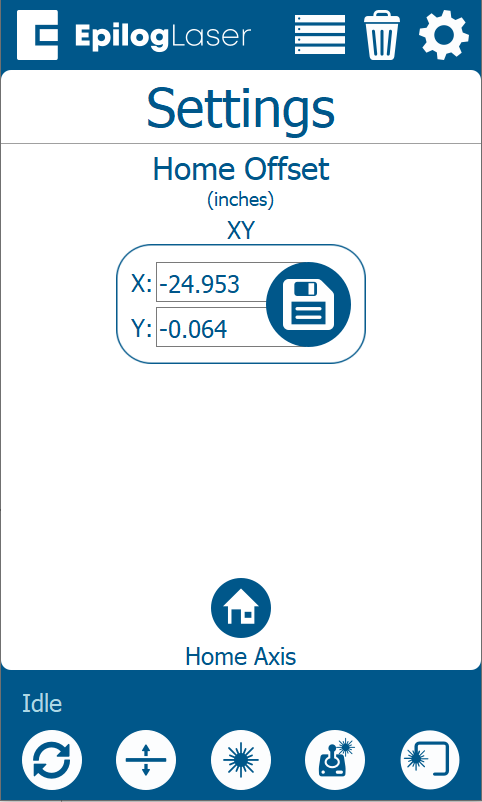 EpilogLaser
Settings
Home Offset
(inches)
XY
X: -24.953
Y: -0.064
Home Axis
Idle